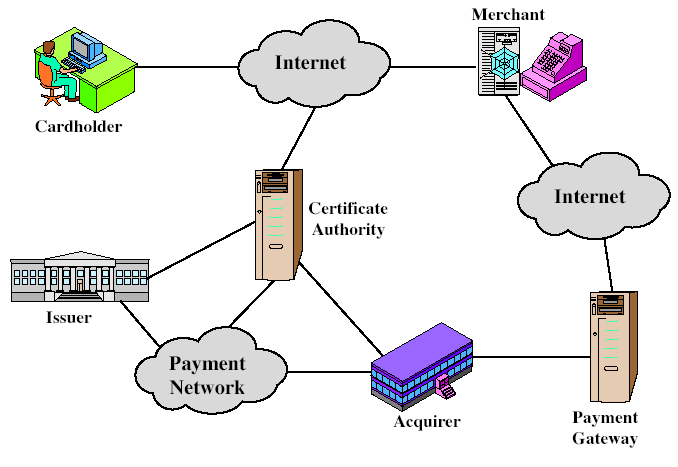 Merchant
Internet
Cardholder
Internet
Certificate
Authority
Issuer
Payment
Network
Acquirer
Payment
Gateway